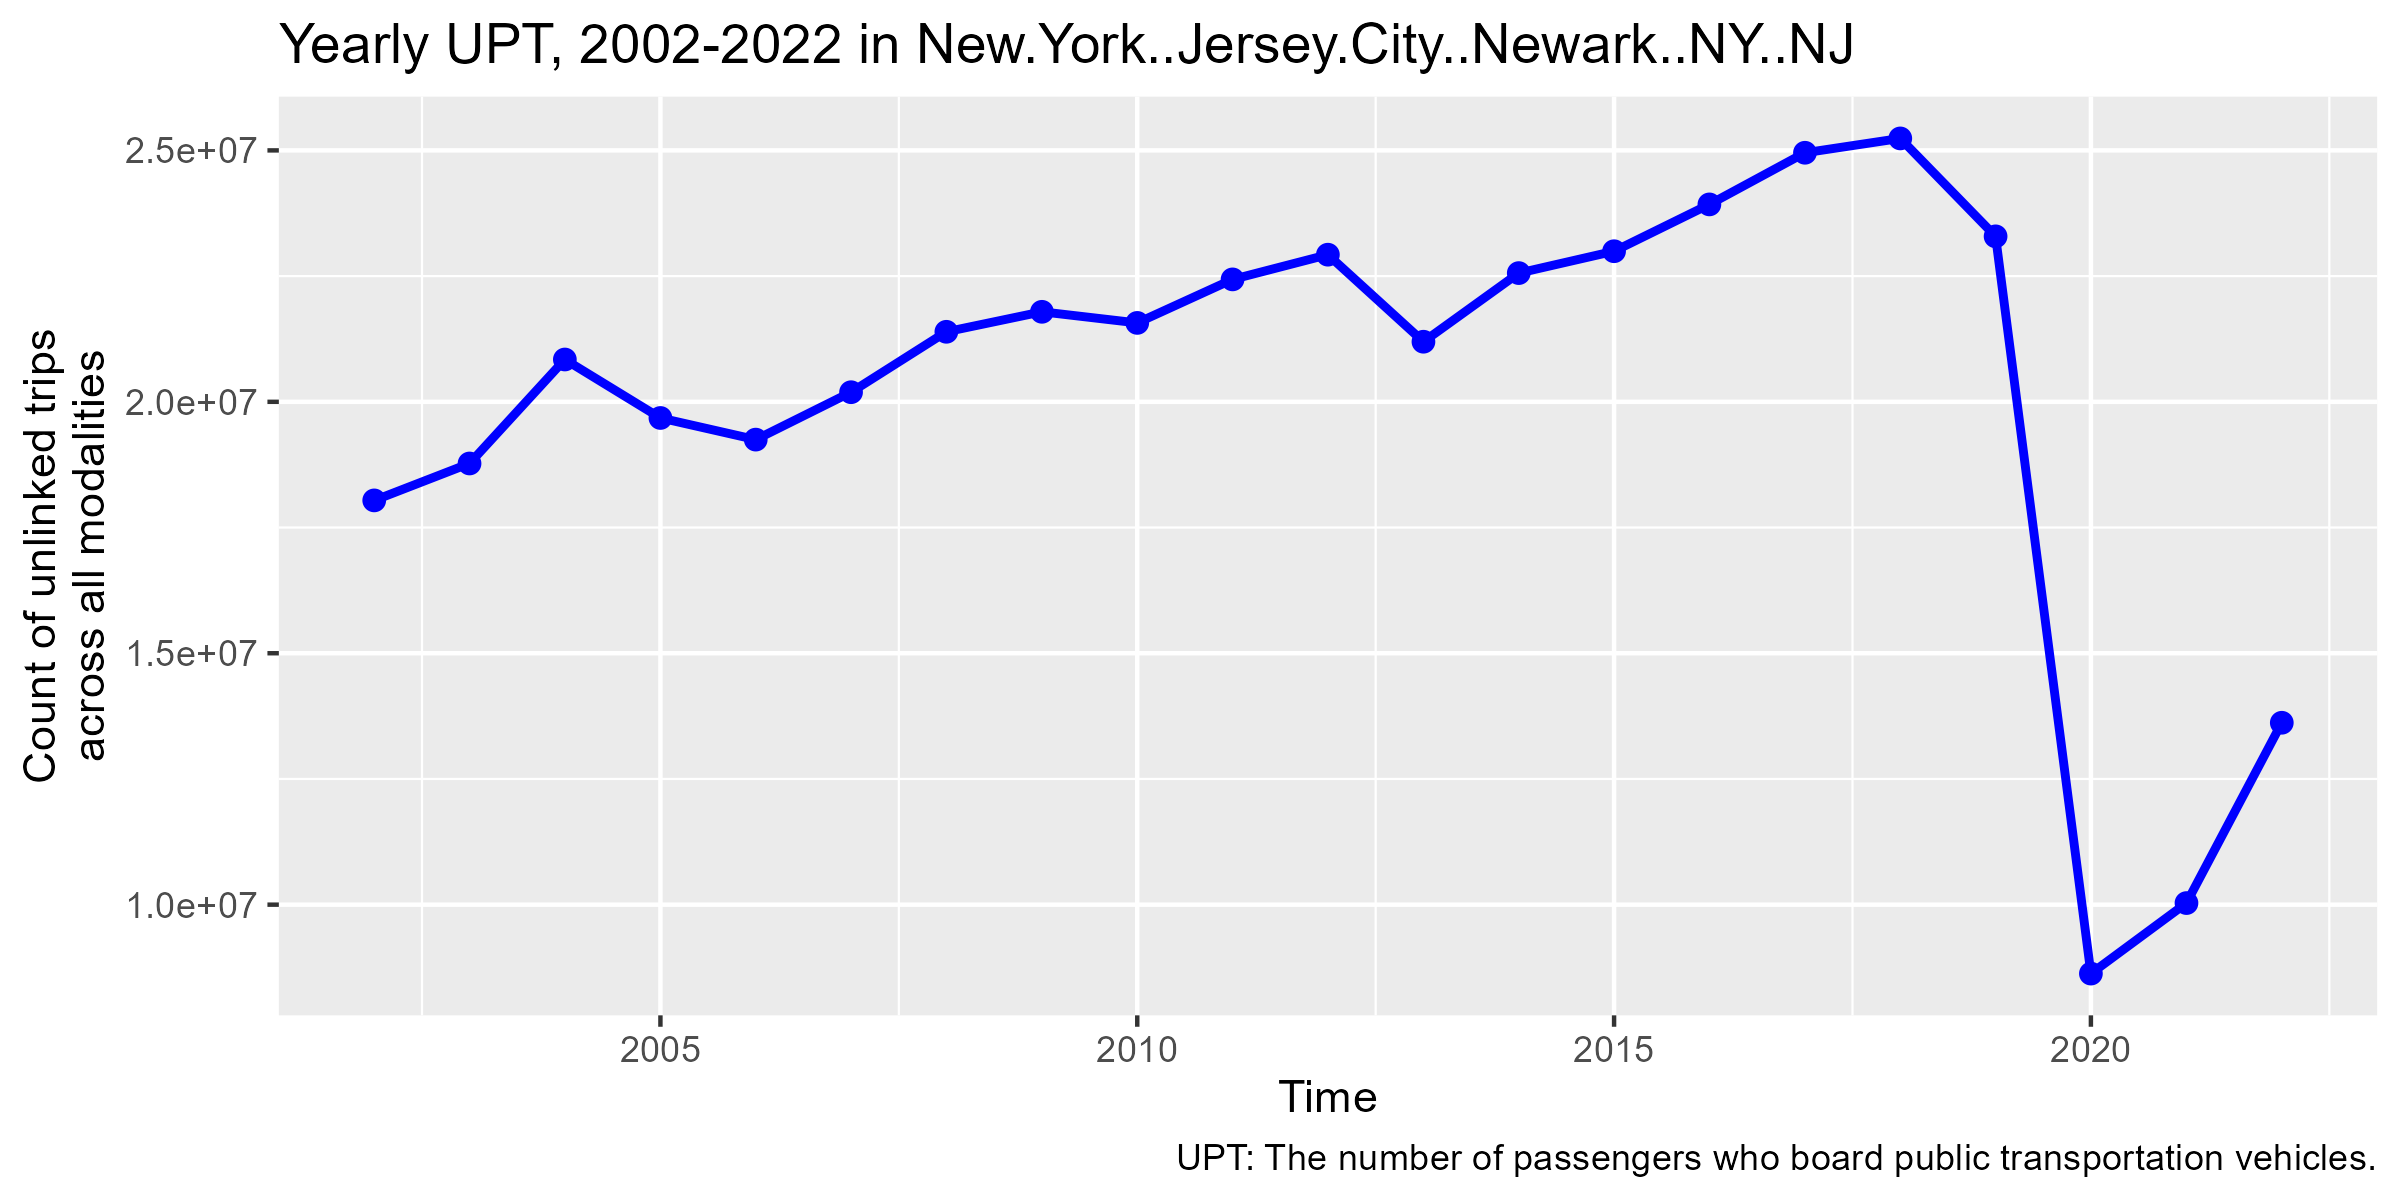 Yearly UPT, 2002-2022 in New.York..Jersey.City..Newark..NY..NJ
Count of unlinked trips
across all modalities
2.5e+07
2.0e+07
1.5e+07
1.0e+07
2005
2010
2015
2020
Time
UPT: The number of passengers who board public transportation vehicles.